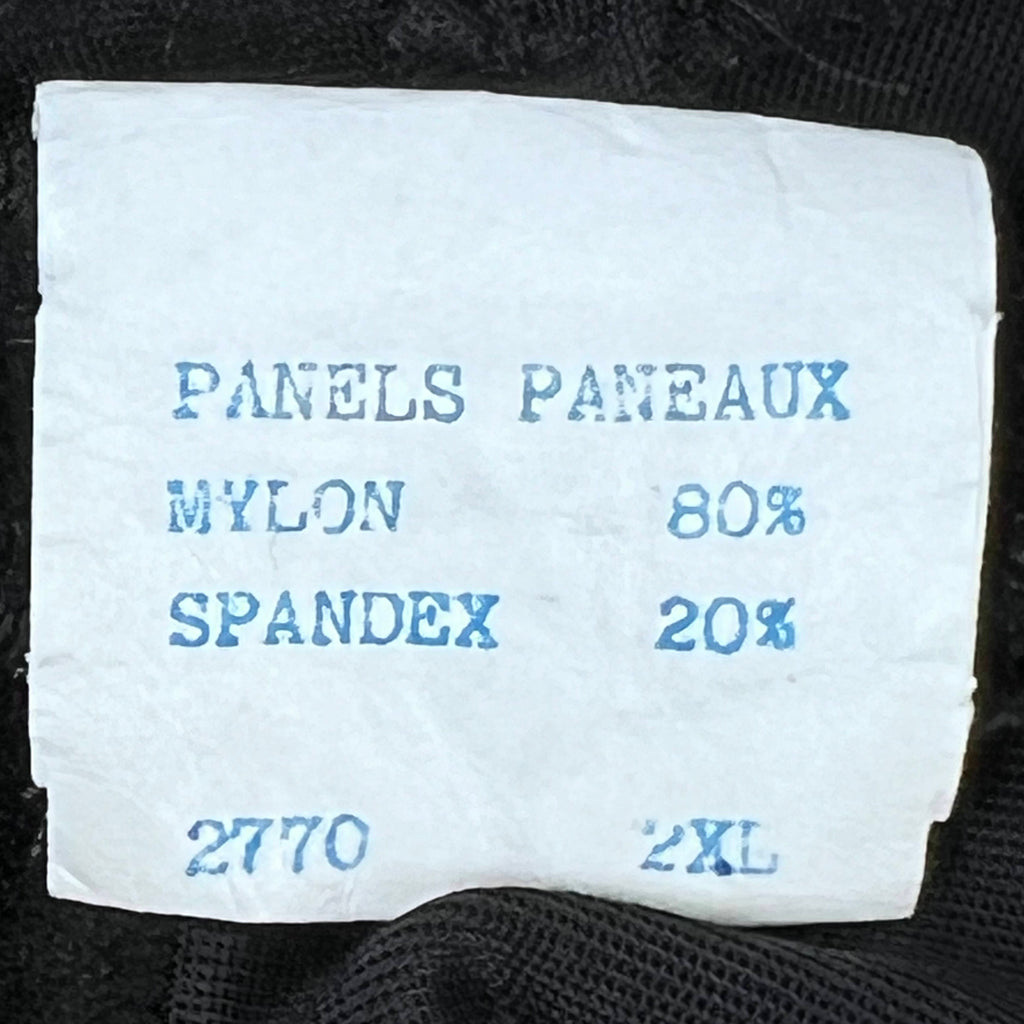 PANELS PANEAUX
MYLON 80%
SPANDEX 20%
2770 2XL